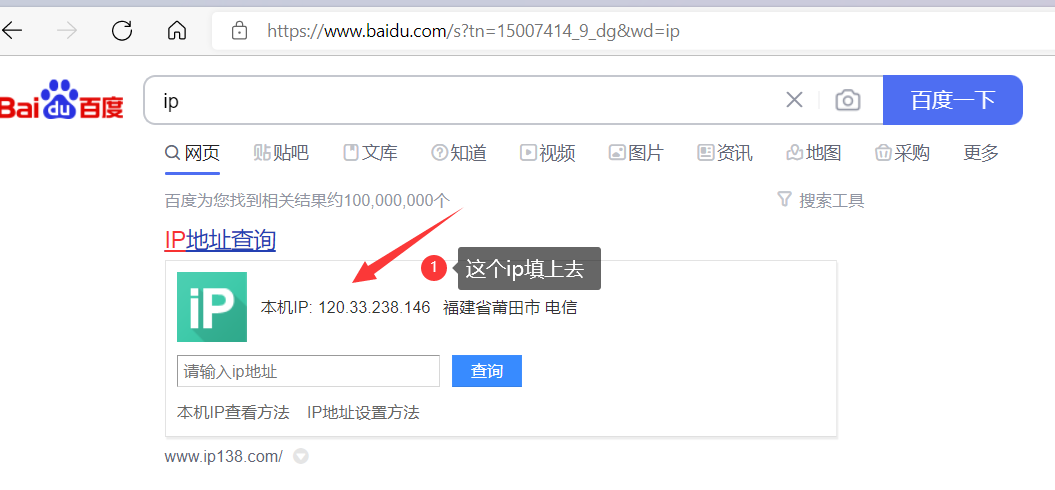 https://www.baidu.com/s?tn=15007414_9_dg&wd=ip
Bai du 百度 ip 百度一下
网页 贴贴吧 文库 知道 视频 图片 资讯 地图 采购 更多
百度为您找到相关结果约100,000,000个 搜索工具
IP地址查询
1 这个ip填上去
iP 本机IP: 120.33.238.146 福建省莆田市 电信
请输入ip地址 查询
本机IP查看方法 IP地址设置方法
www.ip138.com/